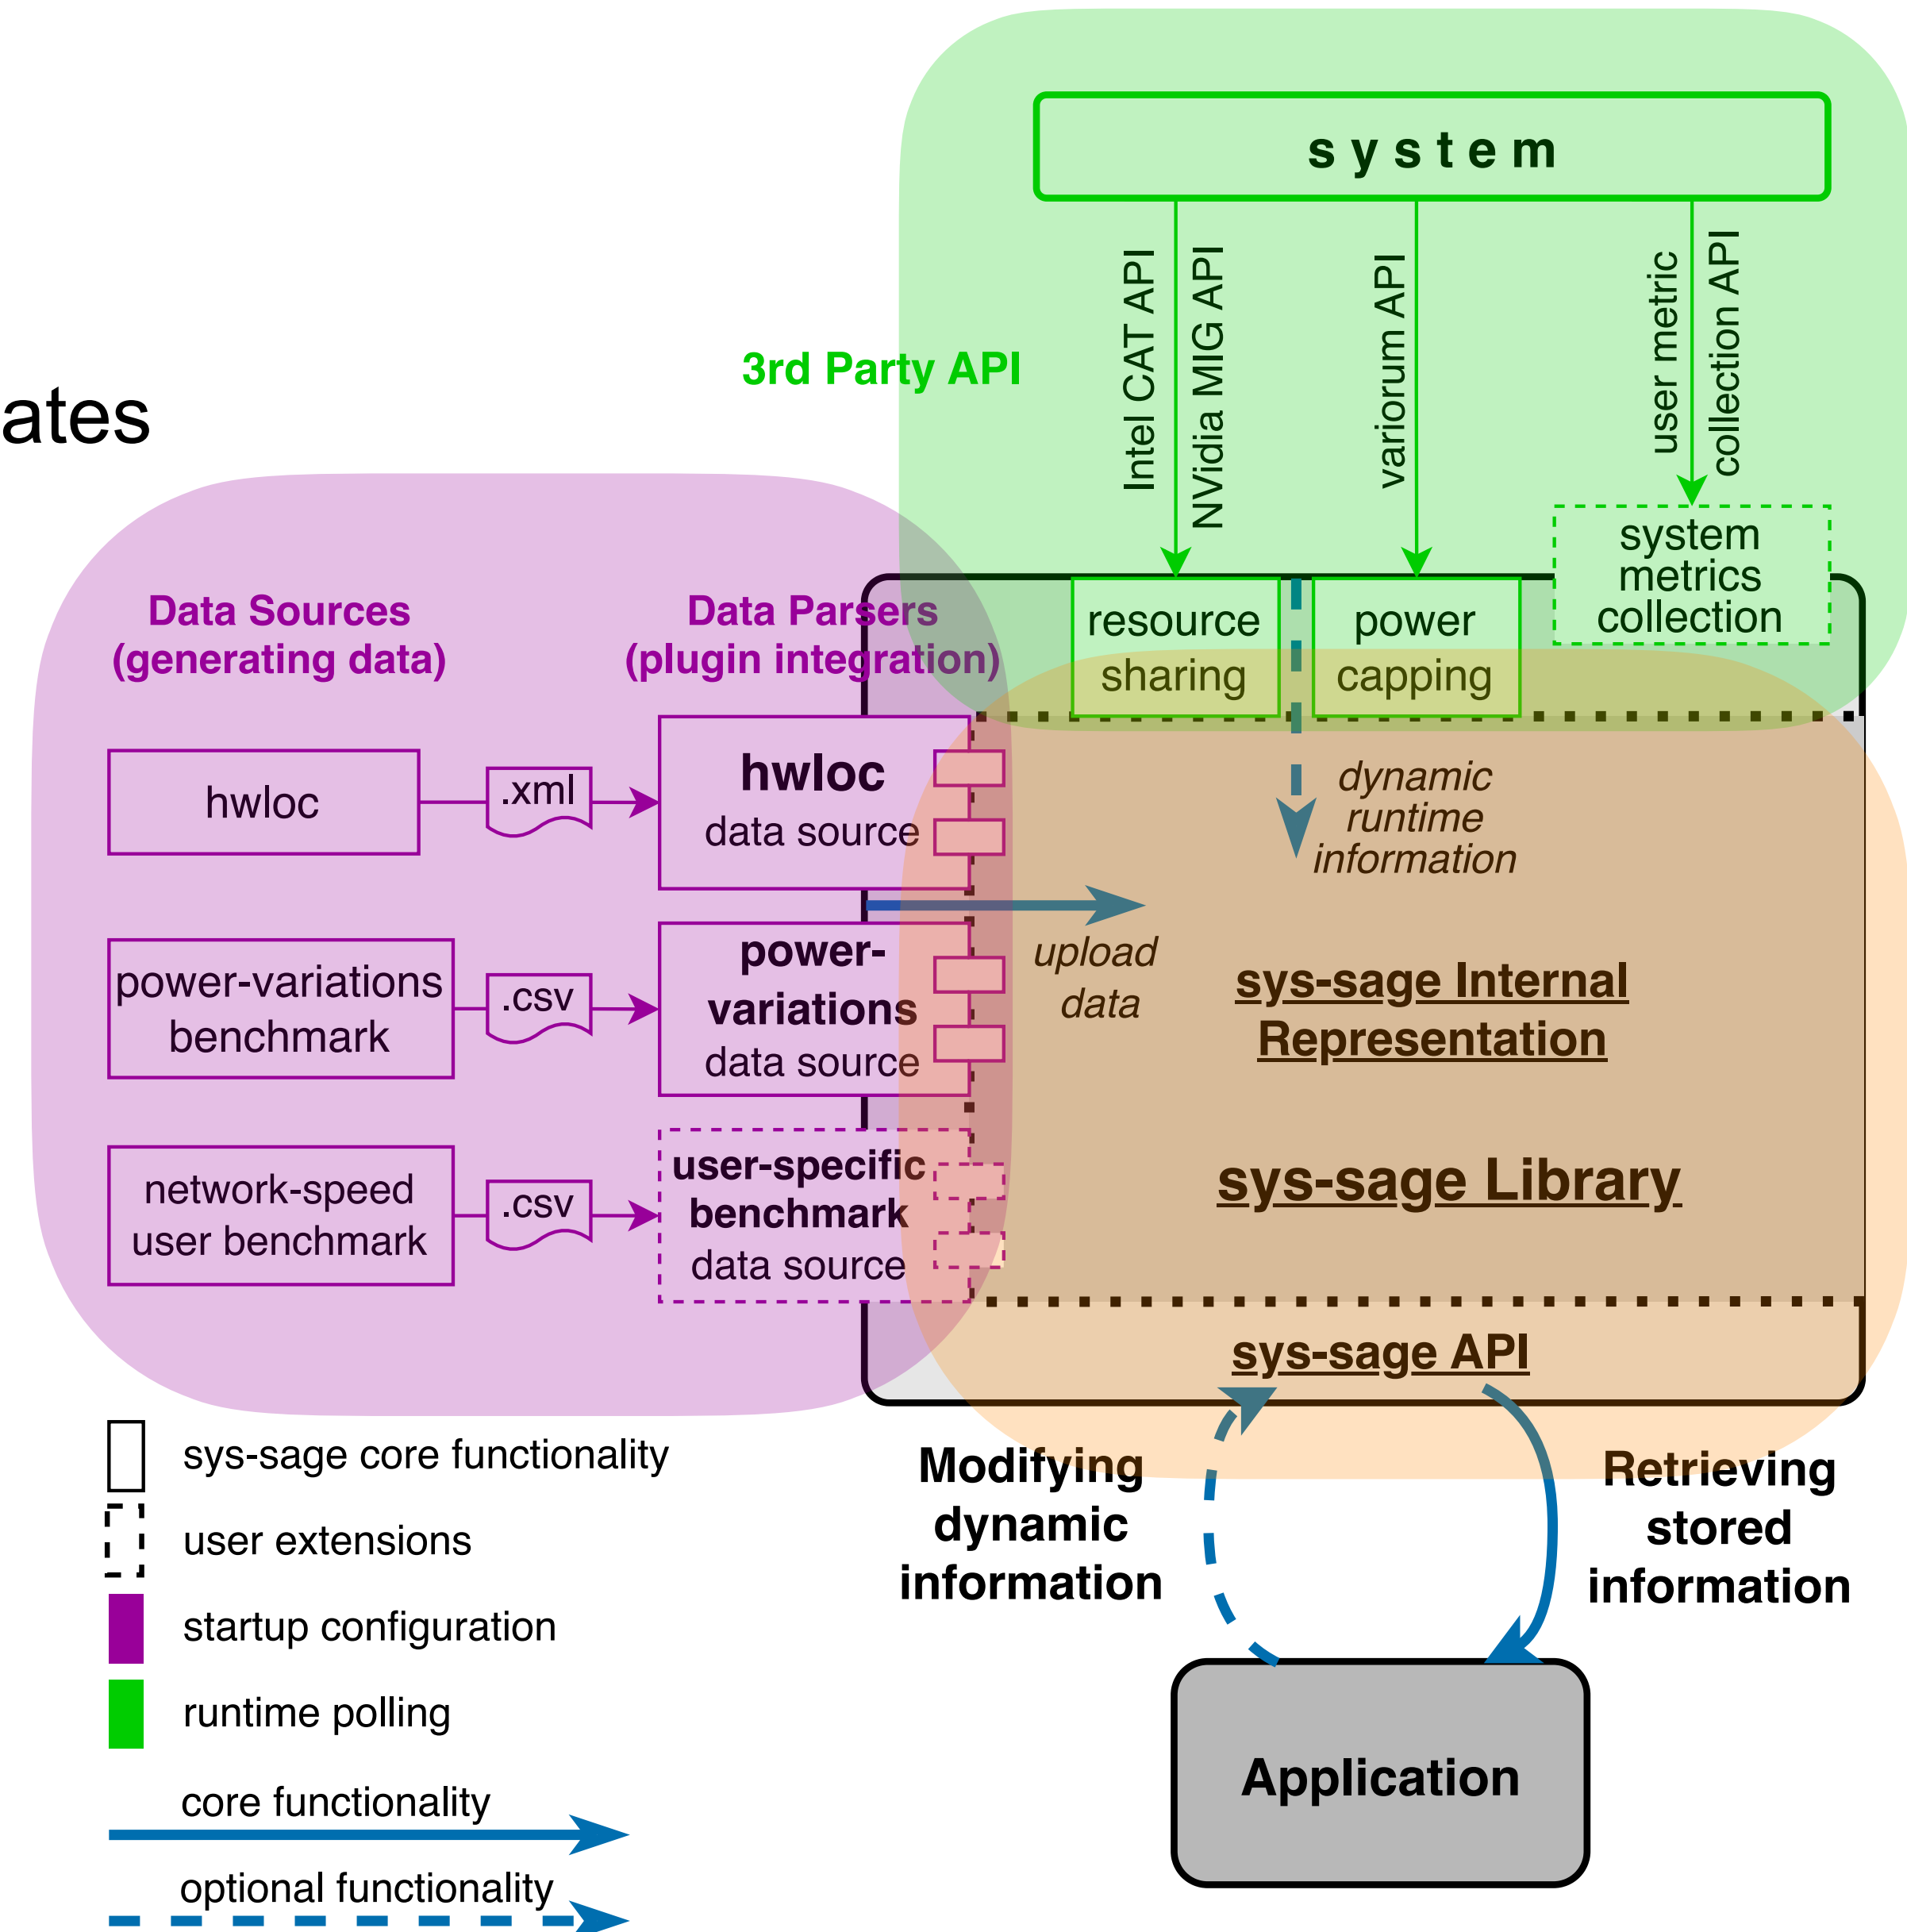 system
Intel CAT API
NVidia MIG API
variorum API
user metric
collection API
3rd Party API
ates
system
metrics
collection
resource
sharing
power
capping
Data Sources
(generating data)
Data Parsers
(plugin integration)
hwloc
.xml
hwloc
data source
dynamic
runtime
information
power-variations
benchmark
.csv
power-
variations
data source
upload
data
sys-sage Internal
Representation
network-speed
user benchmark
.csv
user-specific
benchmark
data source
sys-sage Library
sys-sage API
sys-sage core functionality
user extensions
startup configuration
runtime polling
core functionality
optional functionality
Modifying
dynamic
information
Retrieving
stored
information
Application